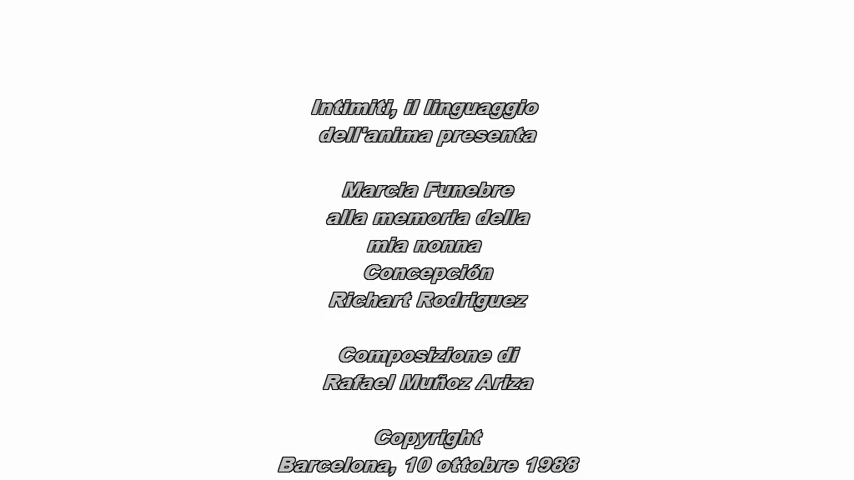 Intimiti, il linguaggio
dell'anima presenta
Marcia Funebre
alla memoria della
mia nonna
Concepción
Richart Rodriguez
Composizione di
Rafael Muñoz Ariza
Copyright
Barcelona, 10 ottobre 1988